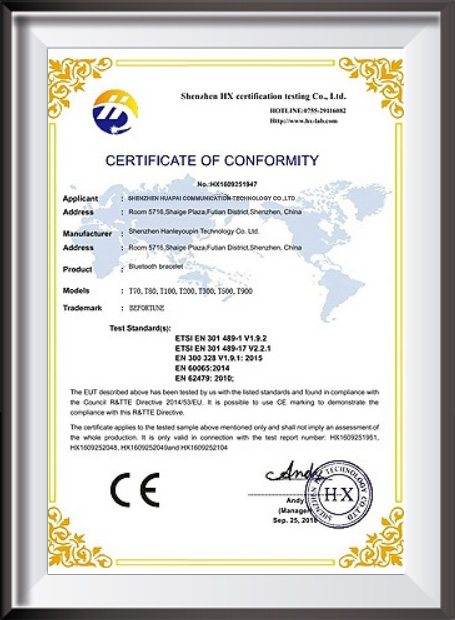 Shenzhen HX certification testing Co., Ltd.
HOTLINE:0755-29116082
Http://www.hx-lab.com
CERTIFICATE OF CONFORMITY
No.:HX1609251947
Applicant : SHENZHEN HUAPAI COMMUNICATION TECHNOLOGY CO.,LTD
Address : Room 5716,Shaige Plaza,Futian District,Shenzhen, China
Manufacturer : Shenzhen Hanleyoupin Technology Co. Ltd.
Address : Room 5716,Shaige Plaza,Futian District,Shenzhen, China
Product : Bluetooth bracelet
Models : T70, T80, T100, T200, T300, T500, T900
Trademark : BEFORTUNE
Test Standard(s):
ETSI EN 301 489-1 V1.9.2
ETSI EN 301 489-17 V2.2.1
EN 300 328 V1.9.1: 2015
EN 60065:2014
EN 62479: 2010;
The EUT described above has been tested by us with the listed standards and found in compliance with
the Council R&TTE Directive 2014/53/EU. It is possible to use CE marking to demonstrate the
compliance with this R&TTE Directive.
The certificate applies to the tested sample above mentioned only and shall not imply an assessment of
the whole production. It is only valid in connection with the test report number: HX1609251951,
HX1609252048, HX1609252049and HX1609252104
CE
Andy
TECHNOLOGY CO.LTD
SHENZHEN
H-X
Andy
(Manager
Sep. 25, 2016